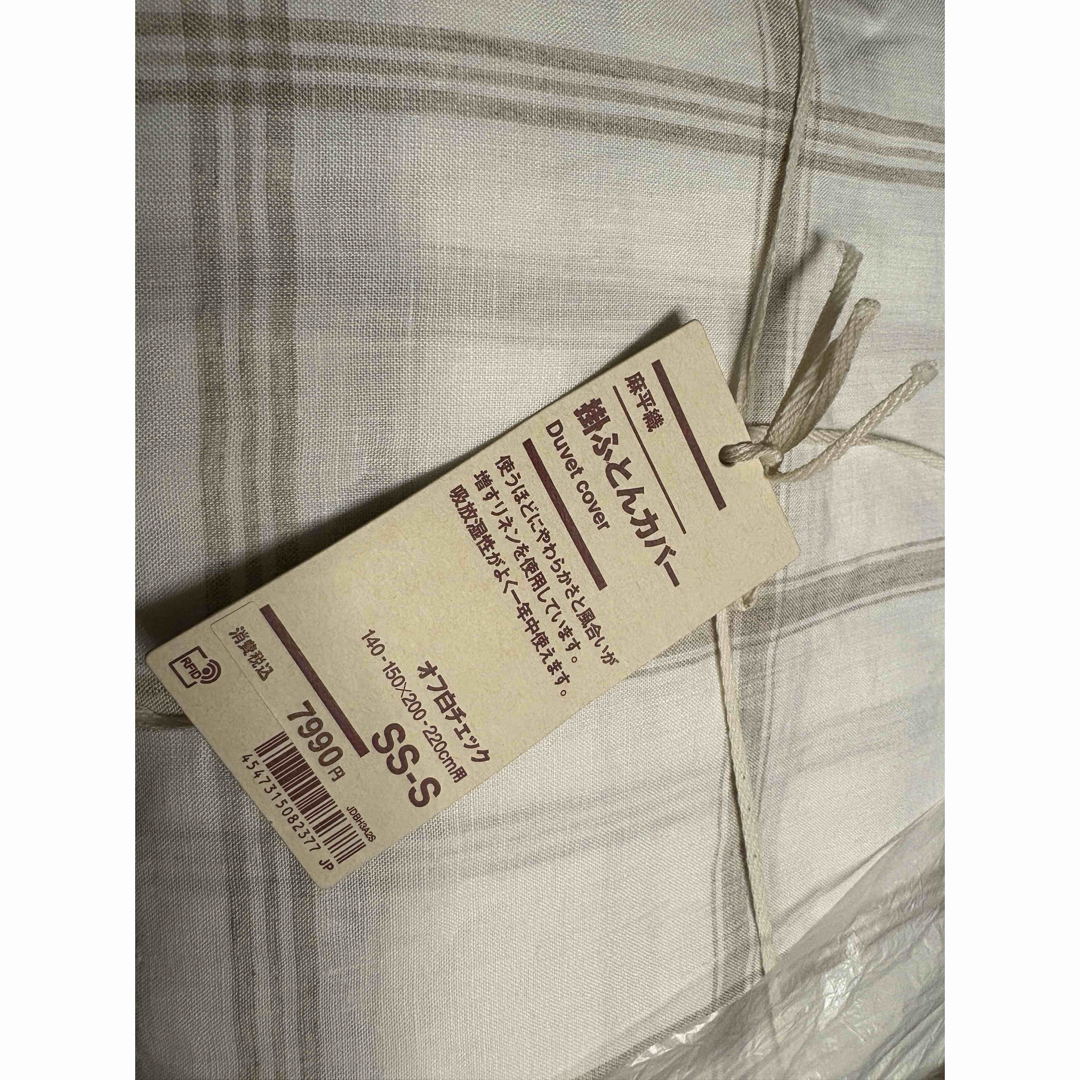 麻平織
掛ふとんカバー
Duvet cover
使うほどにやわらかさと風合いが
増すリネンを使用しています。
吸放湿性がよく一年中使えます。
オフ白チェック
140-150×200-220cm用
SS-S
消費税込
7990円
RFID
JDBH3A2S
4547315082377 JP